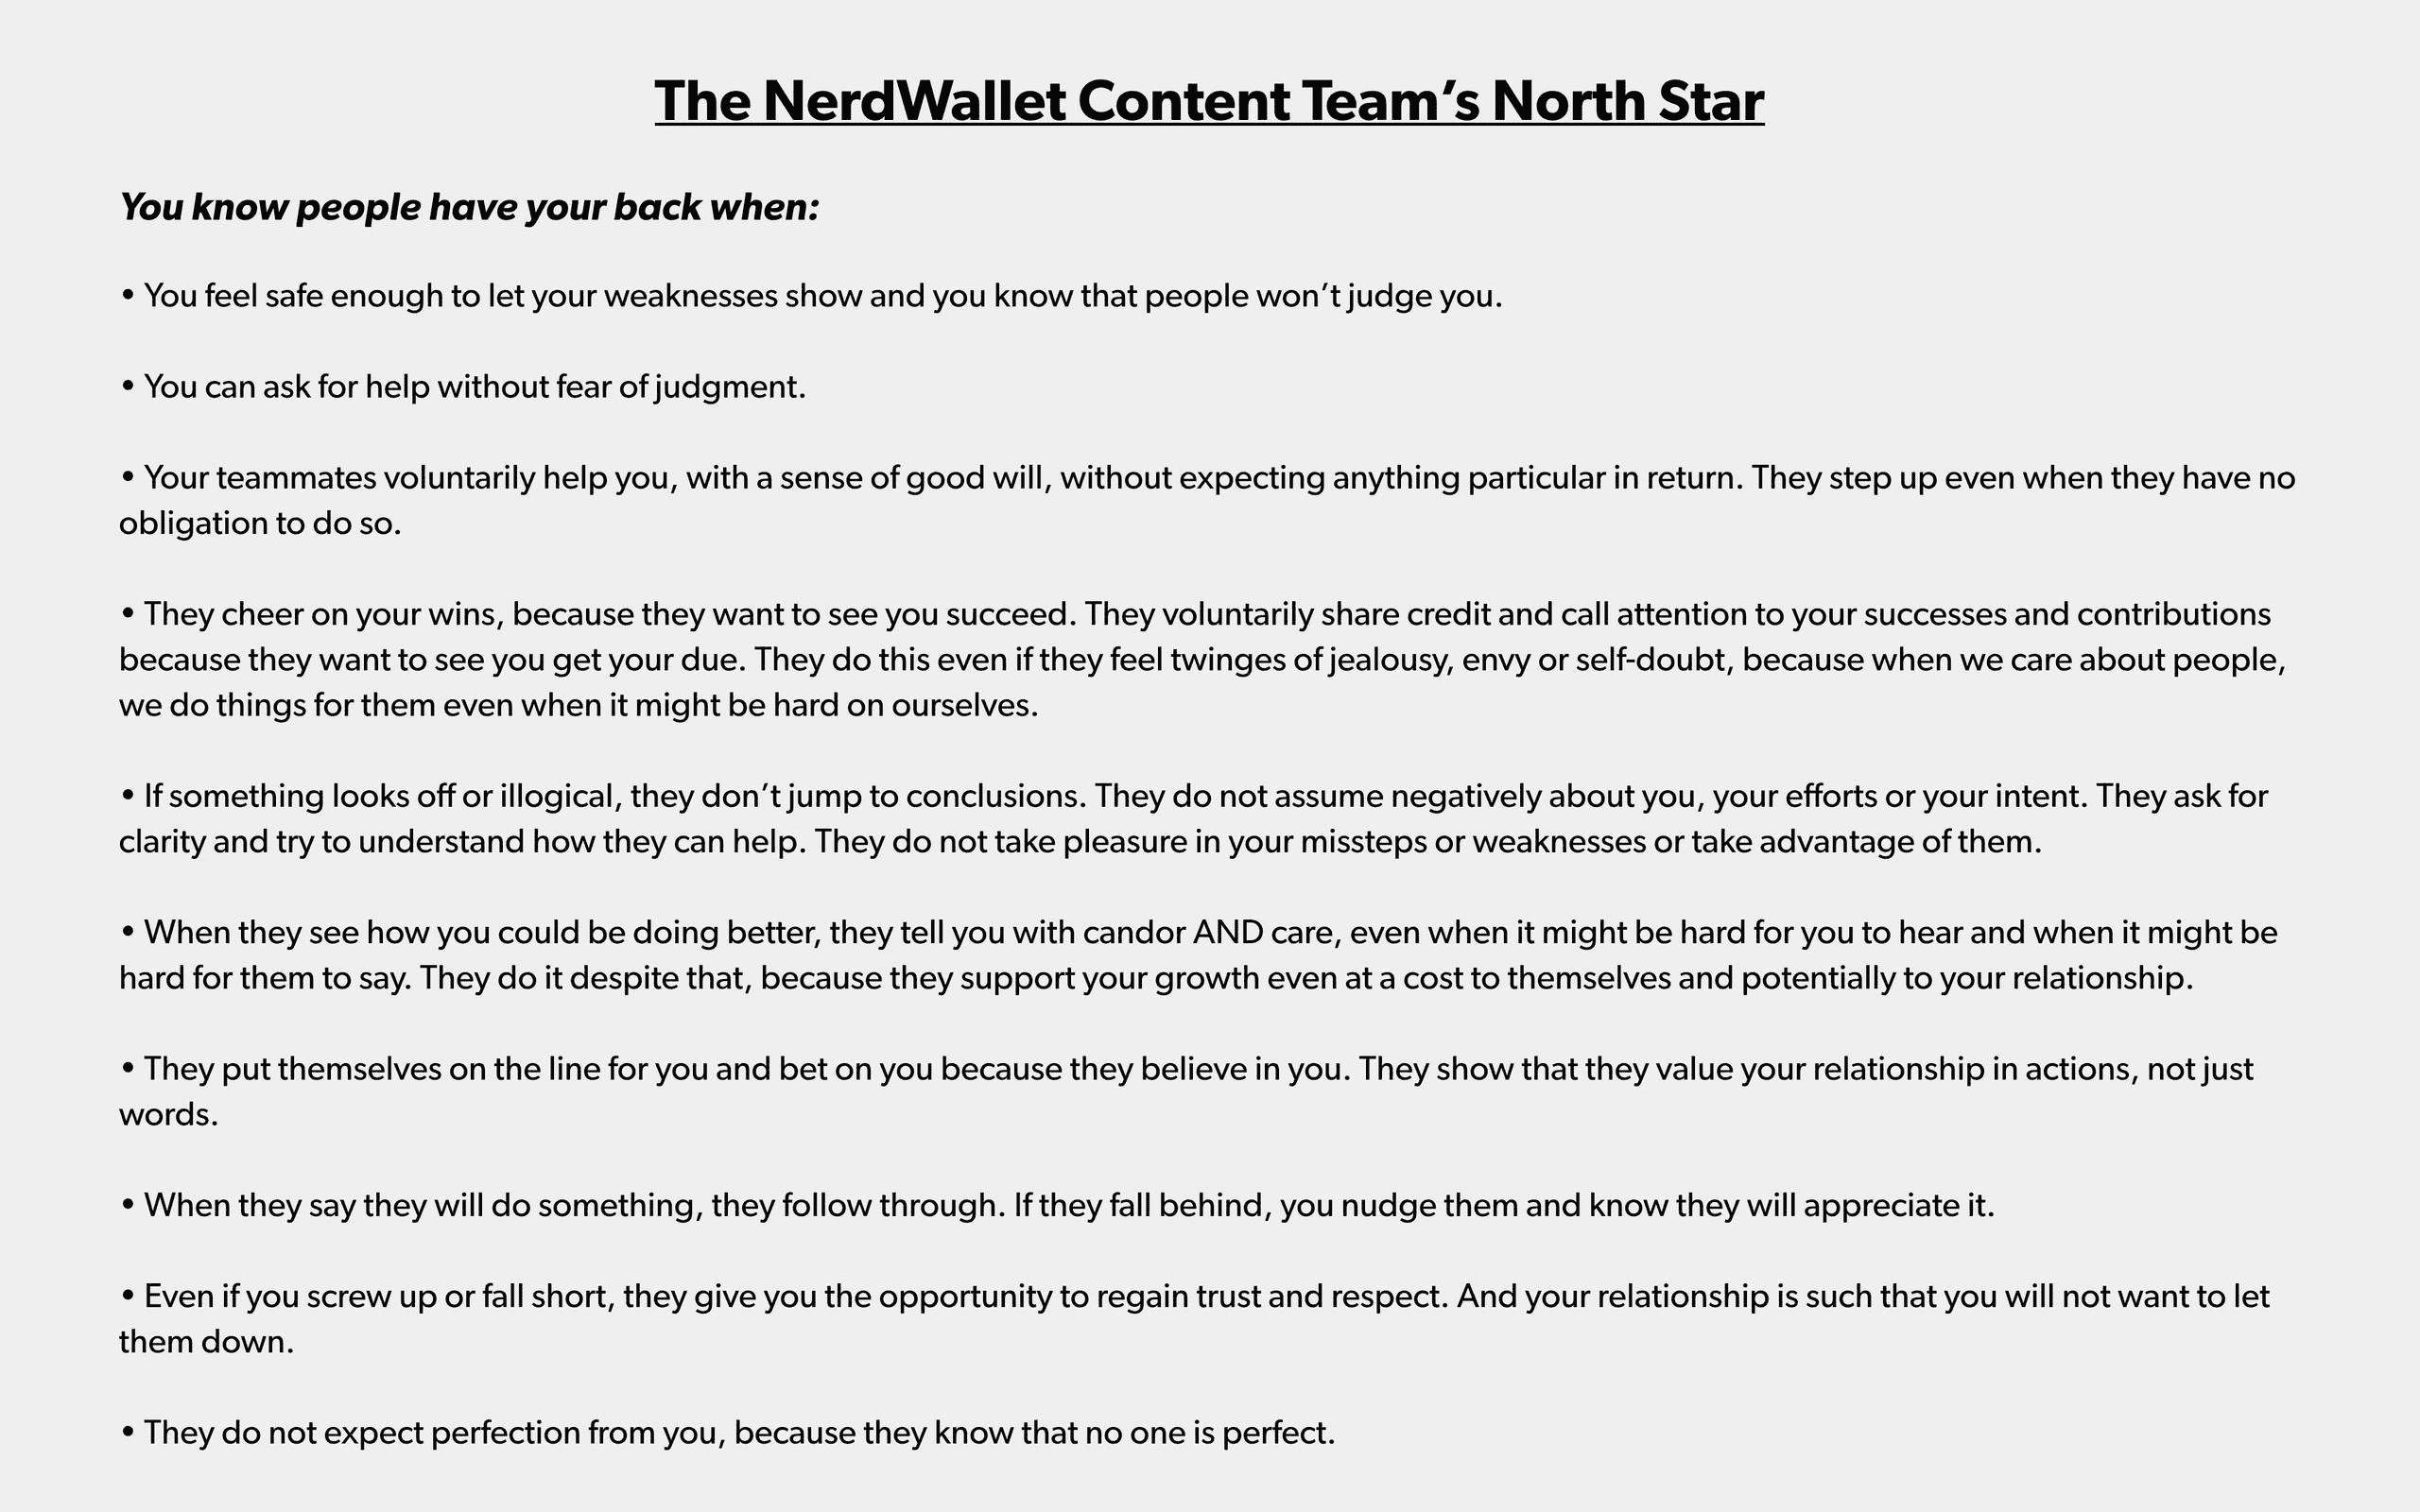 The NerdWallet Content Team’s North Star
You know people have your back when:
• You feel safe enough to let your weaknesses show and you know that people won’t judge you.
• You can ask for help without fear of judgment.
• Your teammates voluntarily help you, with a sense of good will, without expecting anything particular in return. They step up even when they have no
obligation to do so.
• They cheer on your wins, because they want to see you succeed. They voluntarily share credit and call attention to your successes and contributions
because they want to see you get your due. They do this even if they feel twinges of jealousy, envy or self-doubt, because when we care about people,
we do things for them even when it might be hard on ourselves.
• If something looks off or illogical, they don’t jump to conclusions. They do not assume negatively about you, your efforts or your intent. They ask for
clarity and try to understand how they can help. They do not take pleasure in your missteps or weaknesses or take advantage of them.
• When they see how you could be doing better, they tell you with candor AND care, even when it might be hard for you to hear and when it might be
hard for them to say. They do it despite that, because they support your growth even at a cost to themselves and potentially to your relationship.
• They put themselves on the line for you and bet on you because they believe in you. They show that they value your relationship in actions, not just
words.
• When they say they will do something, they follow through. If they fall behind, you nudge them and know they will appreciate it.
• Even if you screw up or fall short, they give you the opportunity to regain trust and respect. And your relationship is such that you will not want to let
them down.
• They do not expect perfection from you, because they know that no one is perfect.